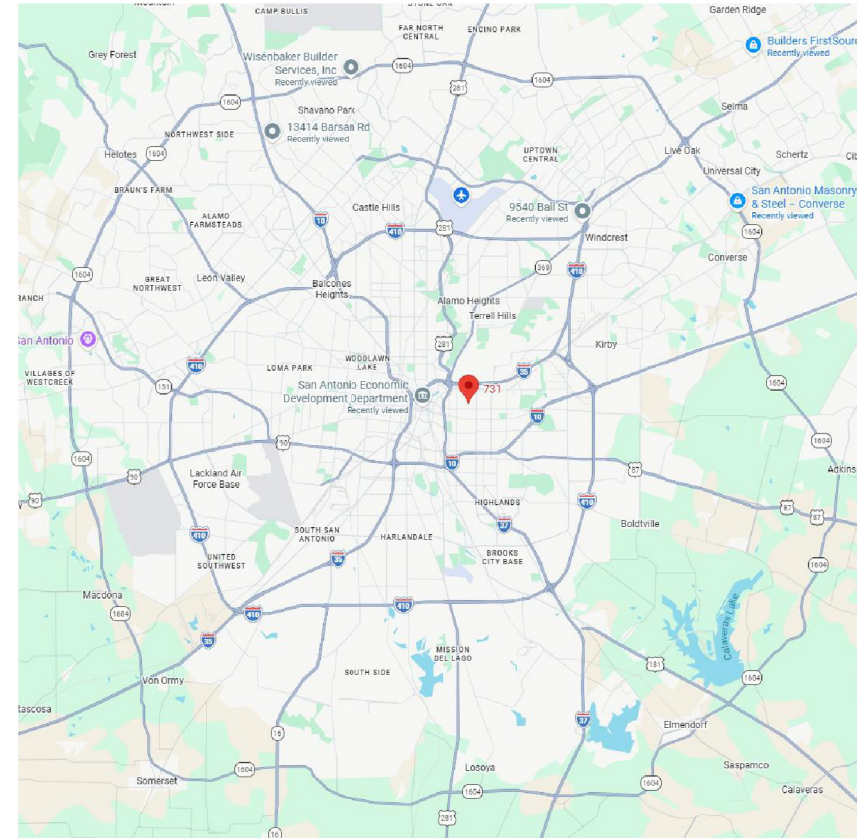 CAMP BULLIS
Garden Ridge
FAR NORTH
CENTRAL
ENCINO PARK
Grey Forest
Wisenbaker Builder
Services, Inc
Recently viewed
Builders FirstSourc
Recently viewed
1604
1604
281
1604
Selma
Shavano Park
13414 Barsan Rd
Recently viewed
NORTHWEST SIDE
Helotes
1604
UPTOWN
CENTRAL
Live Oak
Schertz
Universal City
BRAUN'S FARM
San Antonio Masonry
& Steel – Converse
Recently viewed
Castle Hills
9540 Ball St
Recently viewed
ALAMO
FARMSTEADS
10
410
281
1604
Windcrest
Converse
368
410
1604
GREAT
NORTHWEST
Leon Valley
Balcones
Heights
RANCH
Alamo Heights
Terrell Hills
San Antonio
281
Kirby
WOODLAWN
LAKE
LOMA PARK
410
35
VILLAGES OF
WESTCREEK
151
San Antonio Economic
Development Department
Recently viewed
731
1604
10
90
1604
1604
Lackland Air
Force Base
90
10
87
Adkins
90
410
HIGHLANDS
87
87
37
Boldtville
410
SOUTH SAN
ANTONIO
HARLANDALE
35
UNITED
SOUTHWEST
BROOKS
CITY BASE
1604
Macdona
1604
410
410
Calaveras Lake
35
MISSION
DEL LAGO
181
SOUTH SIDE
1604
Von Ormy
tascosa
37
Elmendorf
16
1604
Losoya
Saspamco
Somerset
1604
1604
Calaveras
281
16